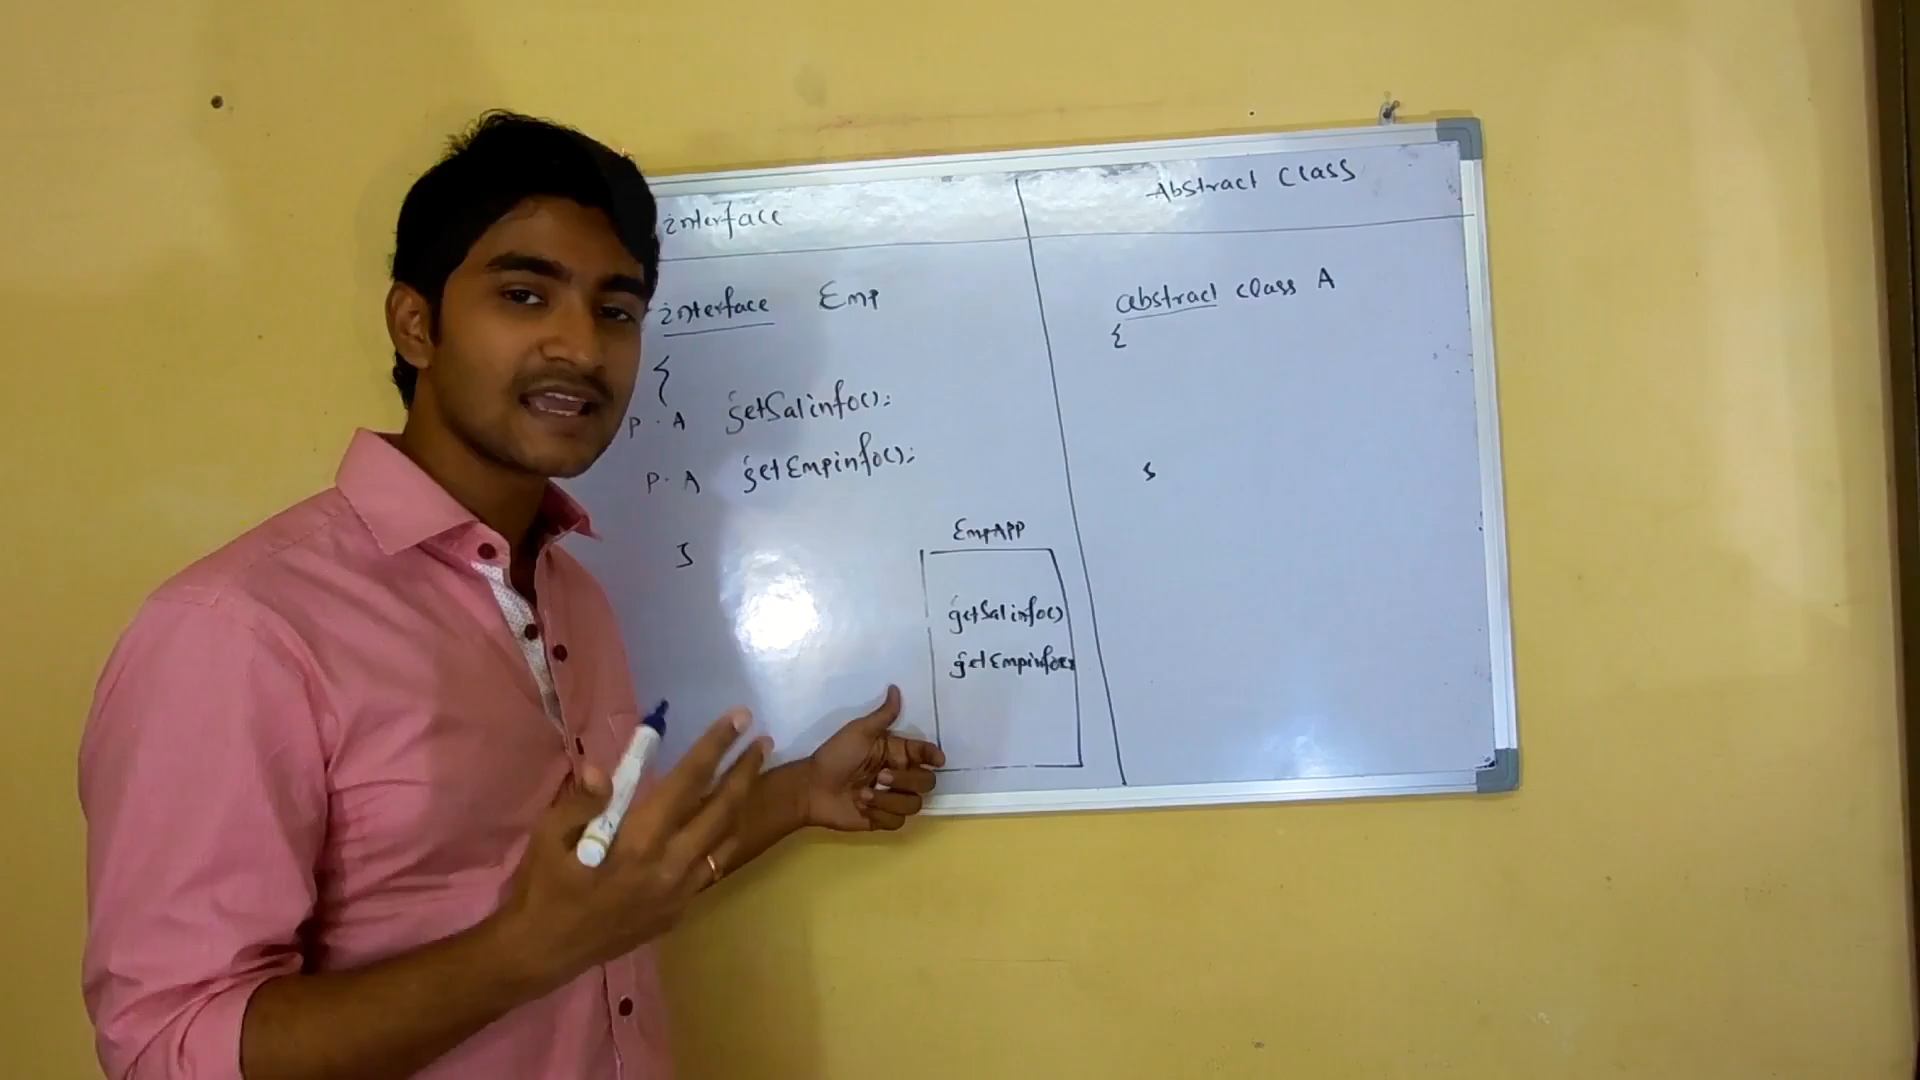 interface
interface Emp
{
P. A getSalinfo();
P. A getEmpinfo();
}
EmpAPP
getSalinfo()
getEmpinfo()
Abstract Class
abstract class A
{
}